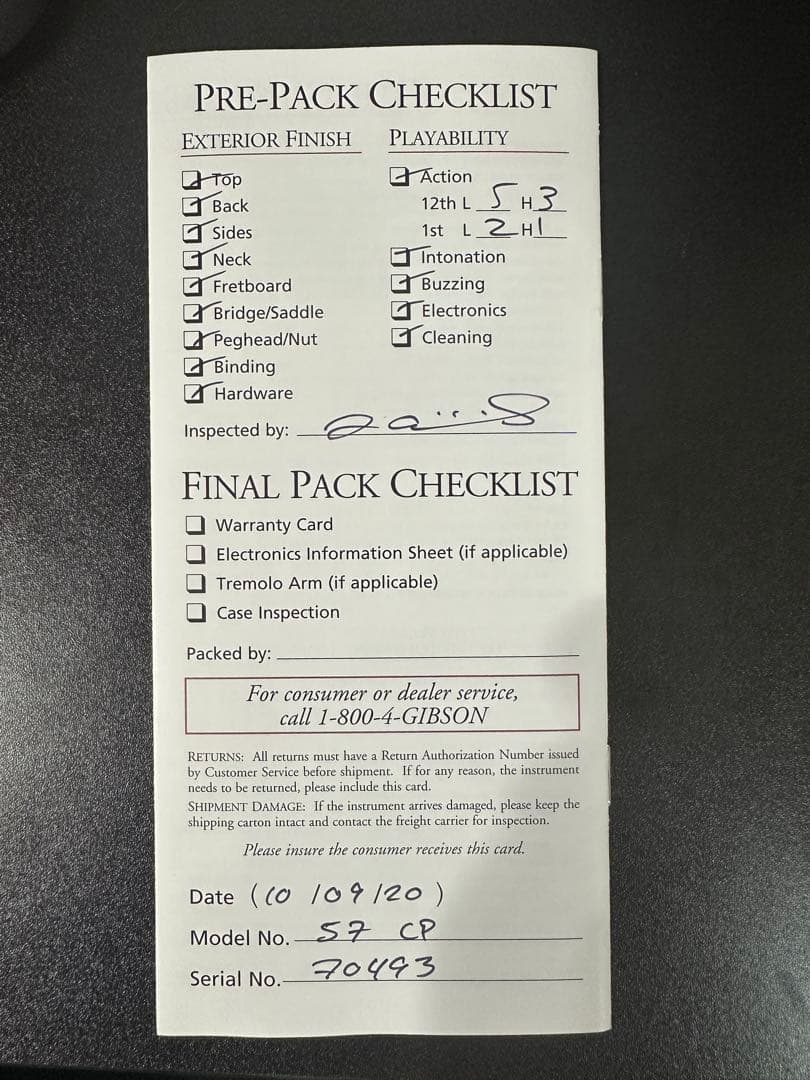 PRE-PACK CHECKLIST
EXTERIOR FINISH
Top
Back
Sides
Neck
Fretboard
Bridge/Saddle
Peghead/Nut
Binding
Hardware
PLAYABILITY
Action
12th L 5 H 3
1st L 2 H 1
Intonation
Buzzing
Electronics
Cleaning
Inspected by:
FINAL PACK CHECKLIST
Warranty Card
Electronics Information Sheet (if applicable)
Tremolo Arm (if applicable)
Case Inspection
Packed by:
For consumer or dealer service,
call 1-800-4-GIBSON
RETURNS: All returns must have a Return Authorization Number issued
by Customer Service before shipment. If for any reason, the instrument
needs to be returned, please include this card.
SHIPMENT DAMAGE: If the instrument arrives damaged, please keep the
shipping carton intact and contact the freight carrier for inspection.
Please insure the consumer receives this card.
Date (10/09/20)
Model No. 57 CP
Serial No. 70493